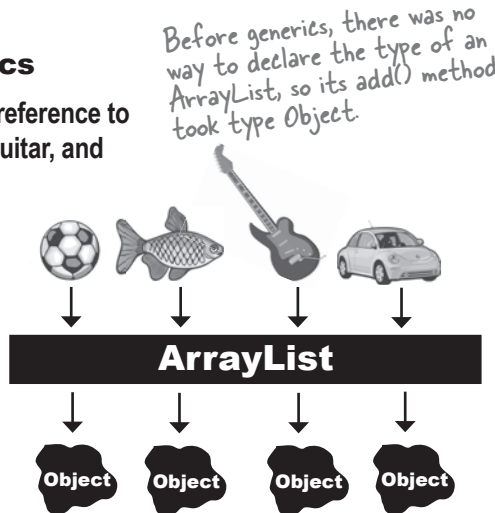 cs
reference to
uitar, and
Before generics, there was no
way to declare the type of an
ArrayList, so its add() method
took type Object.
ArrayList
Object Object Object Object